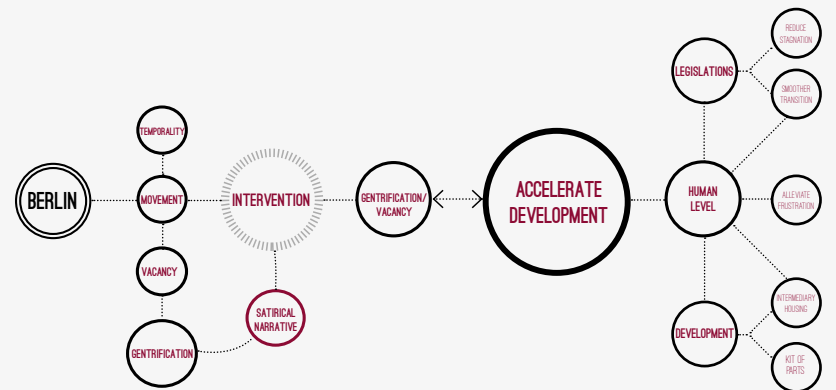 BERLIN
TEMPORALITY
MOVEMENT
VACANCY
GENTRIFICATION
INTERVENTION
SATIRICAL
NARRATIVE
GENTRIFICATION/
VACANCY
ACCELERATE
DEVELOPMENT
LEGISLATIONS
HUMAN
LEVEL
DEVELOPMENT
REDUCE
STAGNATION
SMOOTHER
TRANSITION
ALLEVIATE
FRUSTRATION
INTERMEDIARY
HOUSING
KIT OF
PARTS